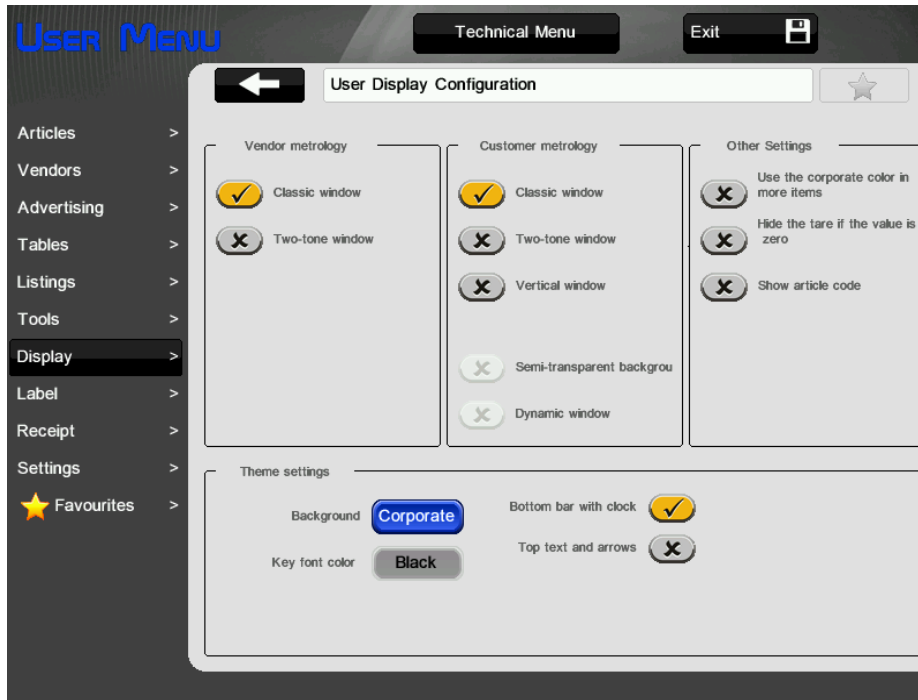 User Menu
Technical Menu
Exit
User Display Configuration
Articles >
Vendors >
Advertising >
Tables >
Listings >
Tools >
Display >
Label >
Receipt >
Settings >
Favourites >
Vendor metrology
Classic window
Two-tone window
Customer metrology
Classic window
Two-tone window
Vertical window
Semi-transparent backgrou
Dynamic window
Other Settings
Use the corporate color in
more items
Hide the tare if the value is
zero
Show article code
Theme settings
Background Corporate
Key font color Black
Bottom bar with clock
Top text and arrows